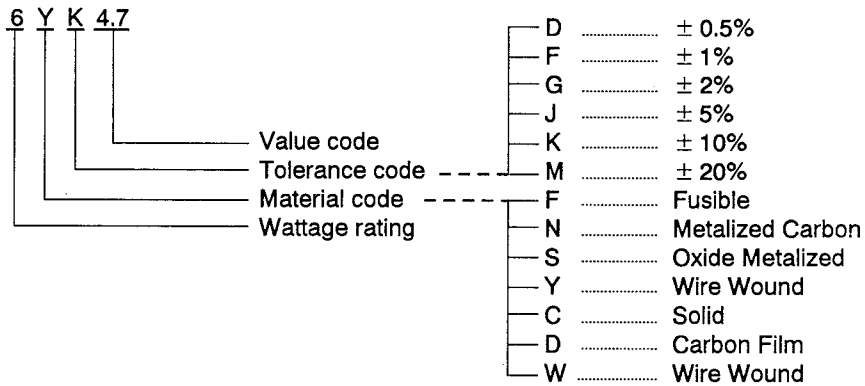 6 Y K 4.7
Value code
Tolerance code
Material code
Wattage rating
D .................. ± 0.5%
F .................. ± 1%
G .................. ± 2%
J .................. ± 5%
K .................. ± 10%
M .................. ± 20%
F .................. Fusible
N .................. Metalized Carbon
S .................. Oxide Metalized
Y .................. Wire Wound
C .................. Solid
D .................. Carbon Film
W .................. Wire Wound